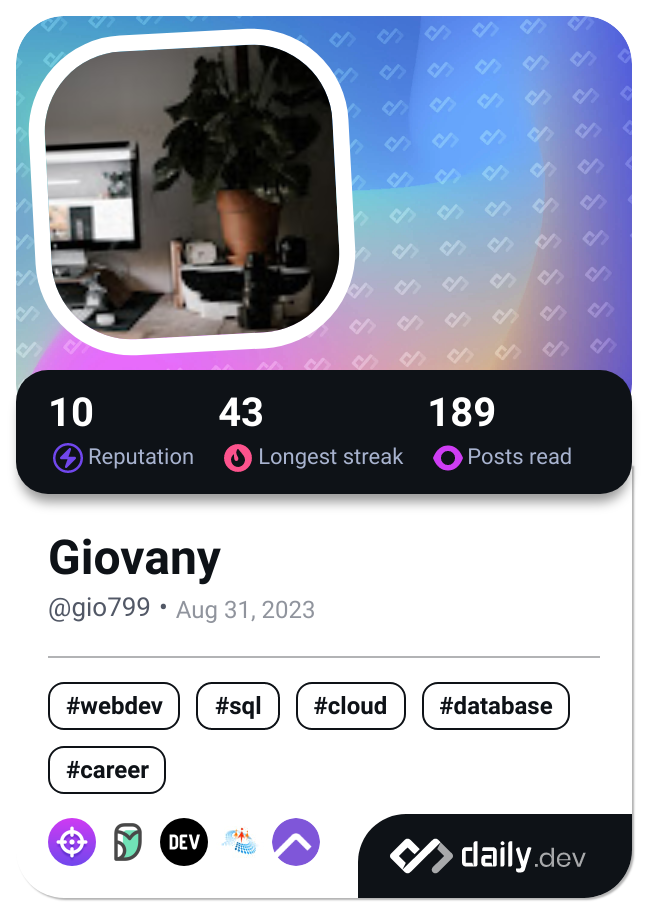 10 43 189
Reputation Longest streak Posts read
Giovany
@gio799 • Aug 31, 2023
#webdev #sql #cloud #database
#career
DEV
daily.dev